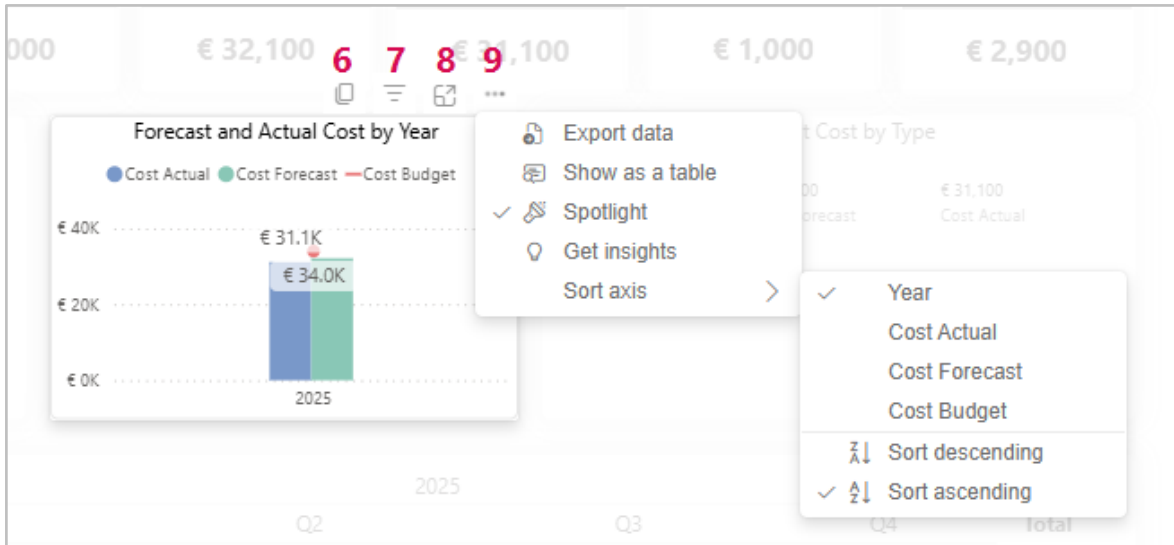 000
€ 32,100
€ 31,100
€ 1,000
€ 2,900
6 7 8 9
Forecast and Actual Cost by Year
Cost Actual Cost Forecast Cost Budget
€ 40K
€ 31.1K
€ 34.0K
€ 20K
€ 0K
2025
Export data
Show as a table
Spotlight
Get insights
Sort axis
t Cost by Type
00
orecast
€ 31,100
Cost Actual
Year
Cost Actual
Cost Forecast
Cost Budget
Sort descending
Sort ascending
2025
Q2 Q3 Q4 Total